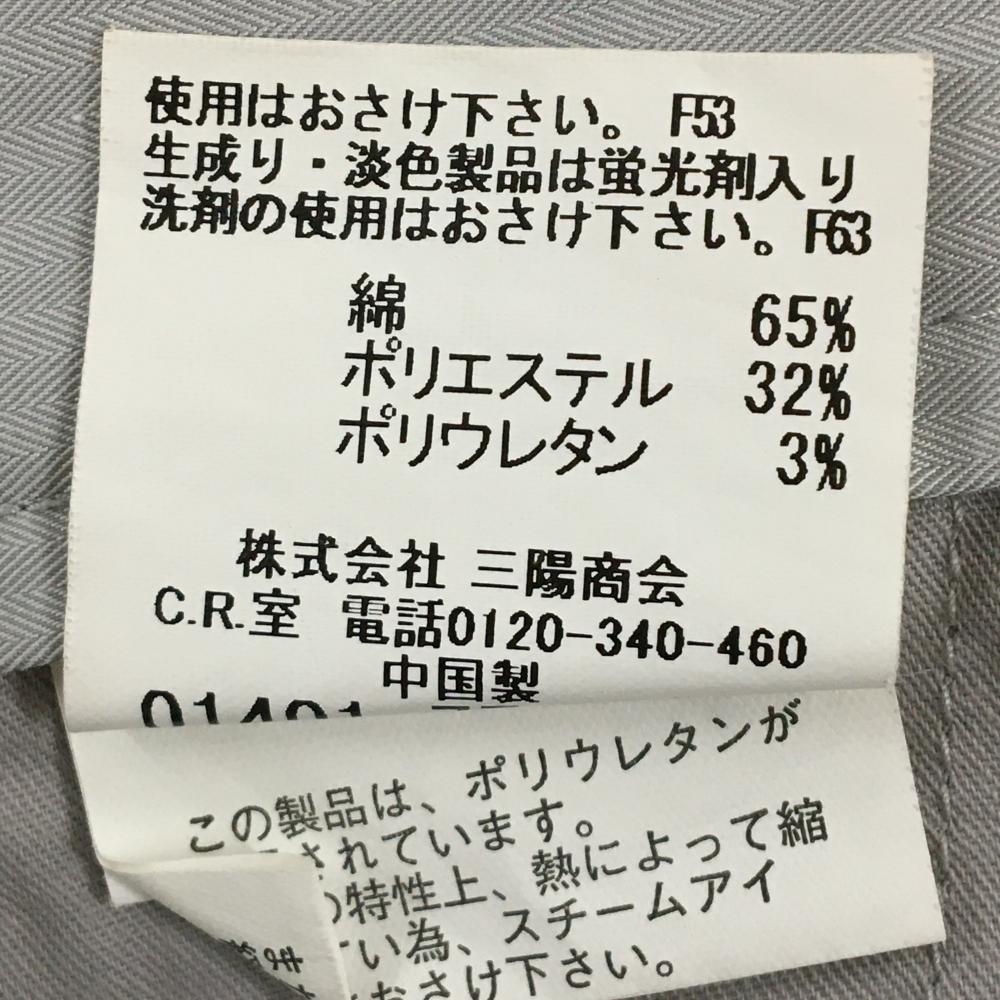 使用はおさけ下さい。 F53
生成り・淡色製品は蛍光剤入り
洗剤の使用はおさけ下さい。F63
綿 65%
ポリエステル 32%
ポリウレタン 3%
株式会社 三陽商会
C.R.室 電話0120-340-460
中国製
この製品は、ポリウレタンが
されています。
の特性上、熱によって縮
い為、スチームアイ
おさけ下さい。